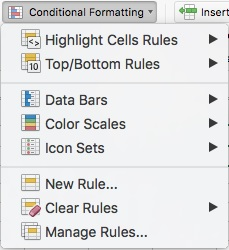 Conditional Formatting Insert
Highlight Cells Rules
Top/Bottom Rules
10
Data Bars
Color Scales
Icon Sets
New Rule...
Clear Rules
Manage Rules...